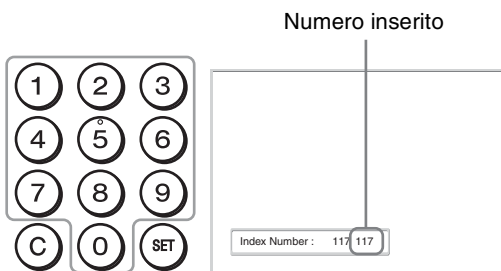 Numero inserito
1 2 3
4 5 6
7 8 9
C 0 SET
Index Number : 117 117